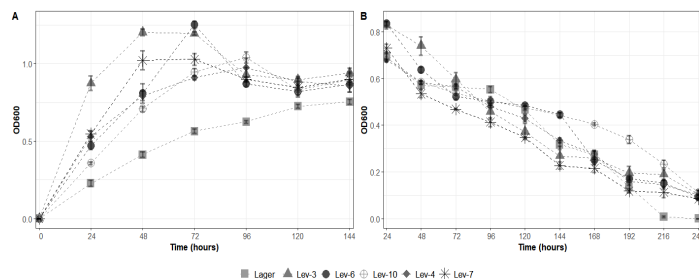 A
B
OD600
1.0
0.5
0.0
0
24
48
72
96
120
144
Time (hours)
OD600
0.8
0.6
0.4
0.2
0.0
24
48
72
96
120
144
168
192
216
24
Time (hours)
Lager
Lev-3
Lev-6
Lev-10
Lev-4
Lev-7